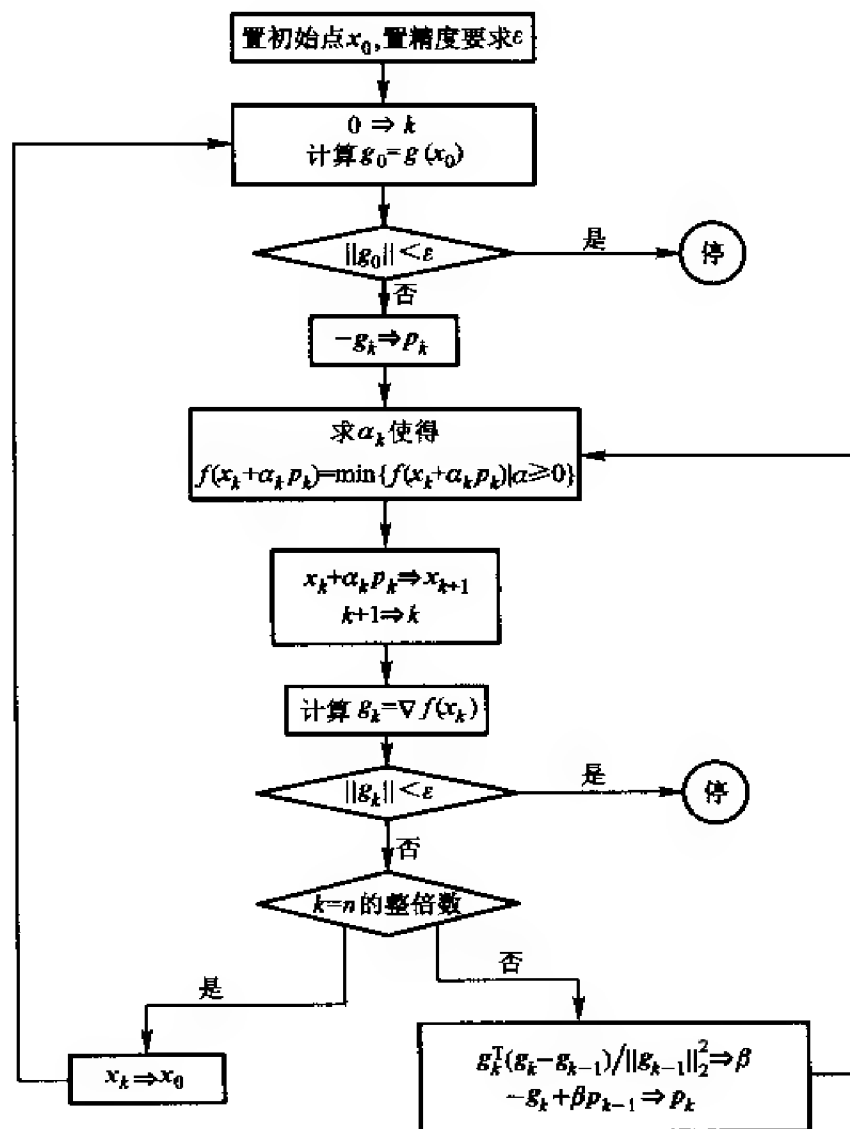 置初始点x₀,置精度要求ε
0 ⇒ k
计算g₀=g(x₀)
||g₀||<ε
是
停
否
-gₖ⇒pₖ
求αₖ使得
f(xₖ+αₖpₖ)=min{f(xₖ+αₖpₖ)|α≥0}
xₖ+αₖpₖ⇒xₖ₊₁
k+1⇒k
计算gₖ=∇f(xₖ)
||gₖ||<ε
是
停
否
k=n的整倍数
是
否
xₖ⇒x₀
gₖᵀ(gₖ-gₖ₋₁)/||gₖ₋₁||₂²⇒β
-gₖ+βpₖ₋₁⇒pₖ